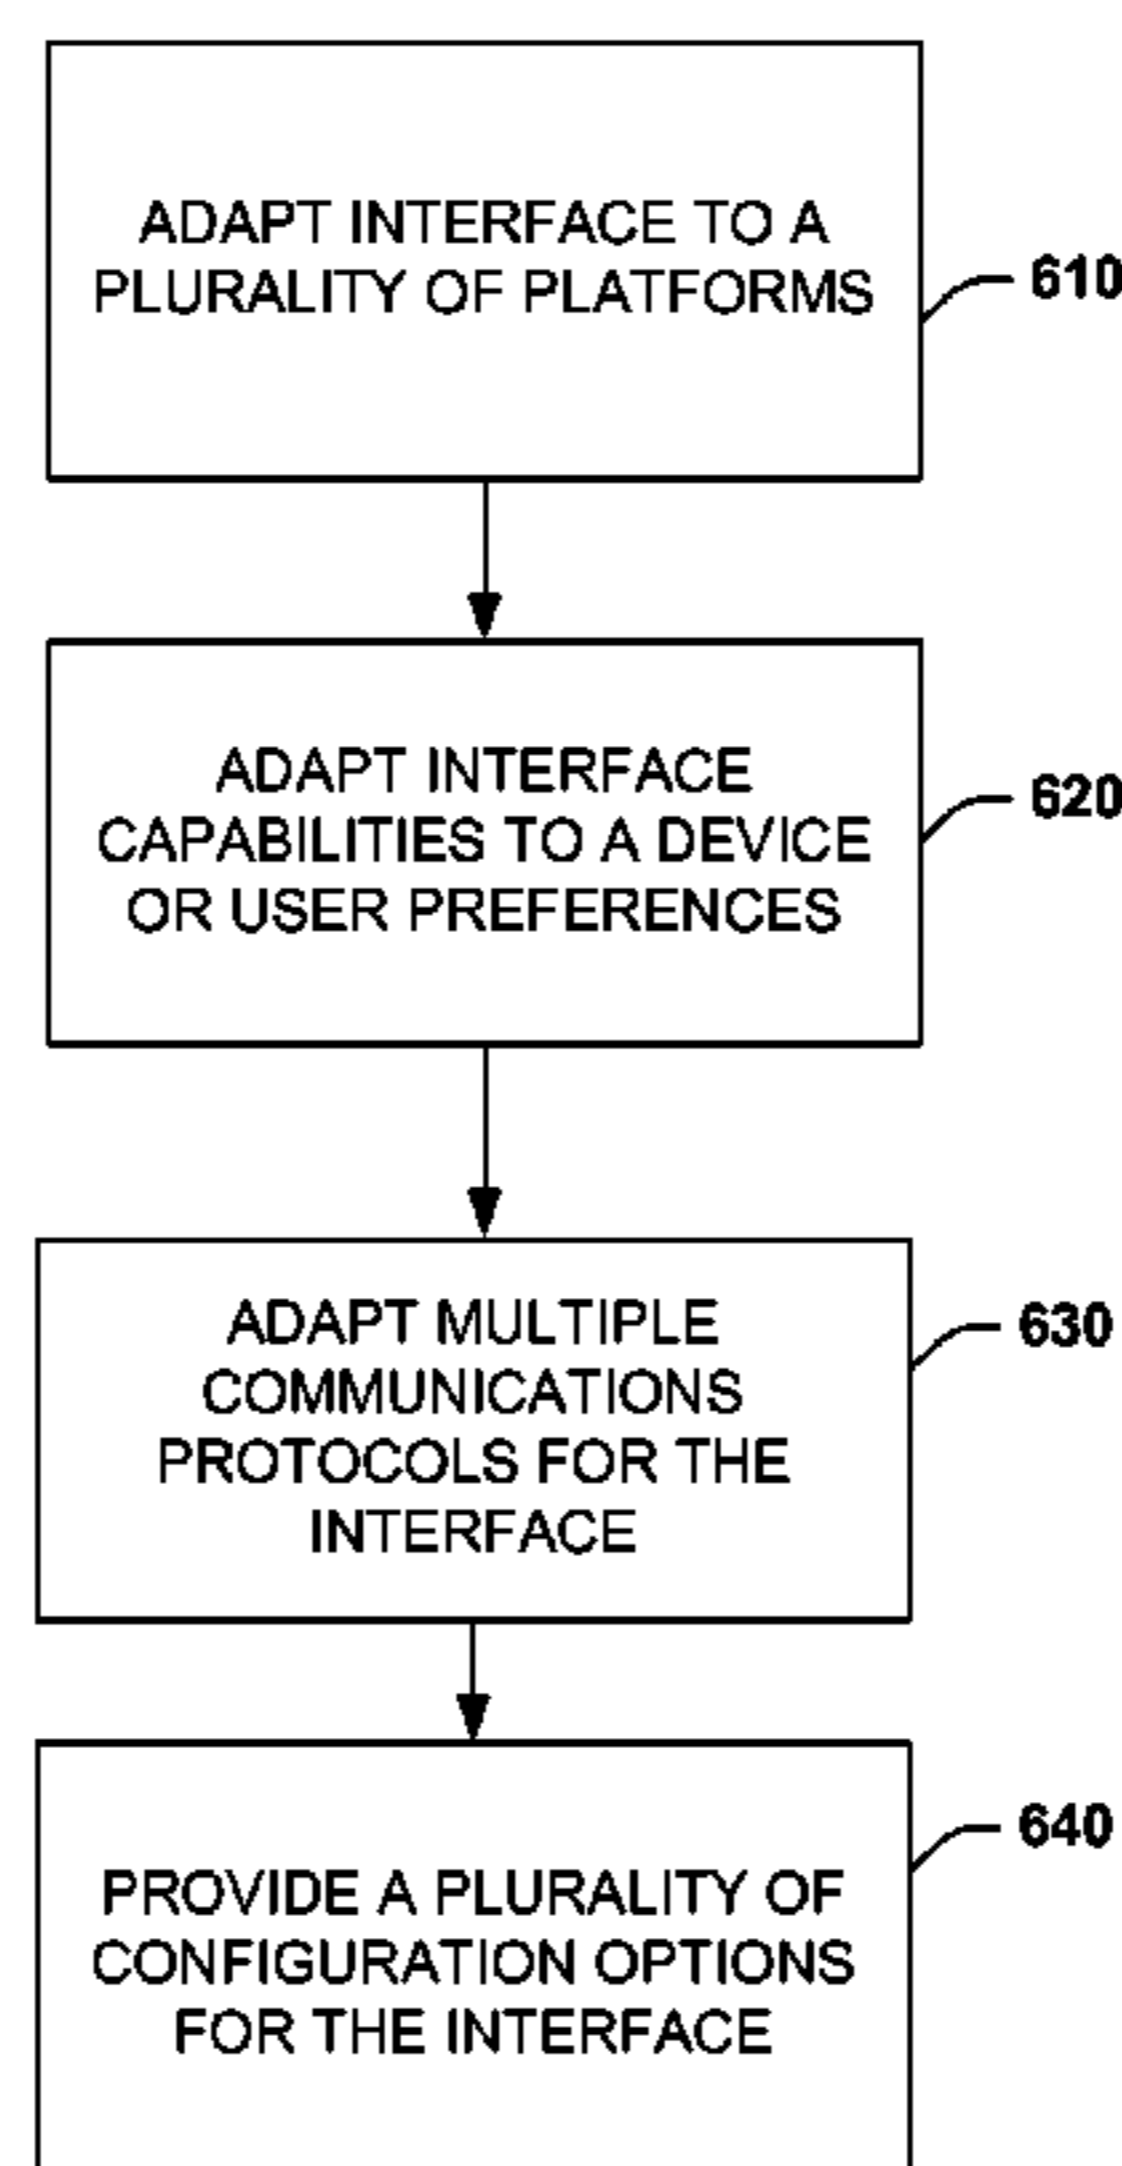 ADAPT INTERFACE TO A
PLURALITY OF PLATFORMS
610
ADAPT INTERFACE
CAPABILITIES TO A DEVICE
OR USER PREFERENCES
620
ADAPT MULTIPLE
COMMUNICATIONS
PROTOCOLS FOR THE
INTERFACE
630
PROVIDE A PLURALITY OF
CONFIGURATION OPTIONS
FOR THE INTERFACE
640